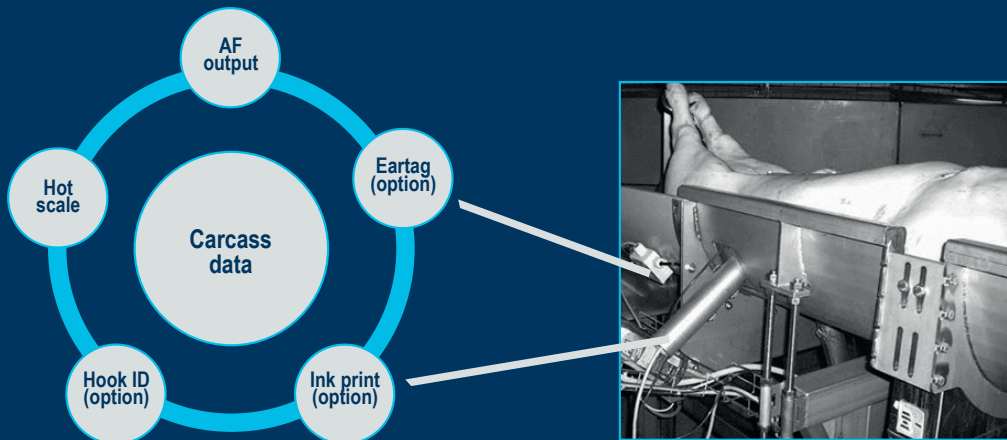 AF
output
Eartag
(option)
Hot
scale
Carcass
data
Hook ID
(option)
Ink print
(option)